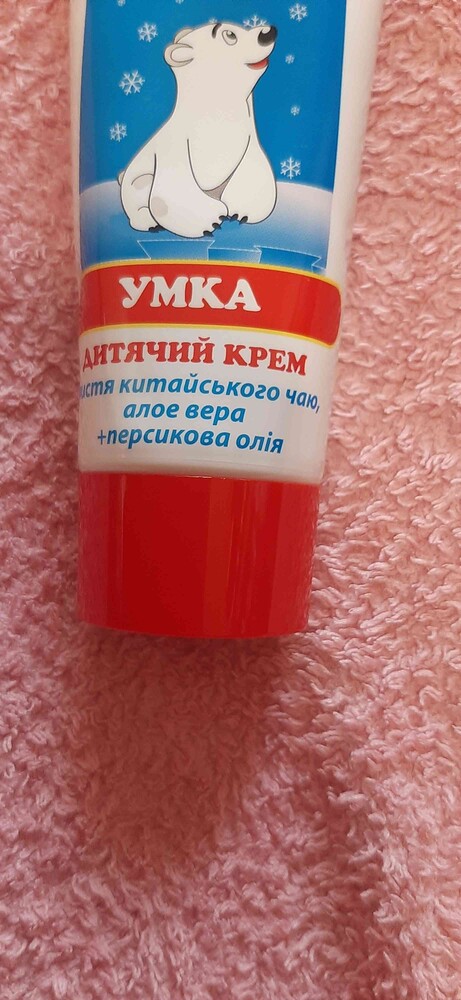 УМКА
ДИТЯЧИЙ КРЕМ
листя китайського чаю,
алое вера
+персикова олія